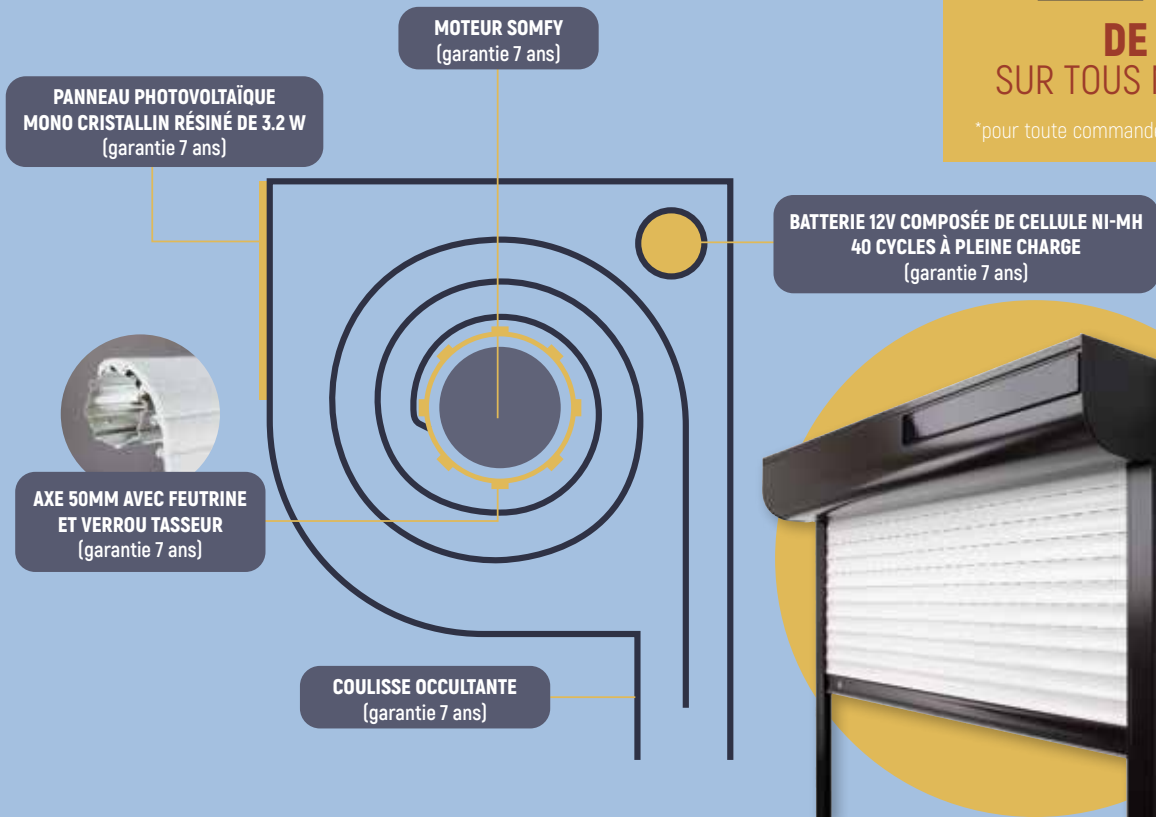 MOTEUR SOMFY
(garantie 7 ans)
PANNEAU PHOTOVOLTAÏQUE
MONO CRISTALLIN RÉSINÉ DE 3.2 W
(garantie 7 ans)
DE
SUR TOUS
*pour toute commande
BATTERIE 12V COMPOSÉE DE CELLULE NI-MH
40 CYCLES À PLEINE CHARGE
(garantie 7 ans)
AXE 50MM AVEC FEUTRINE
ET VERROU TASSEUR
(garantie 7 ans)
COULISSE OCCULTANTE
(garantie 7 ans)